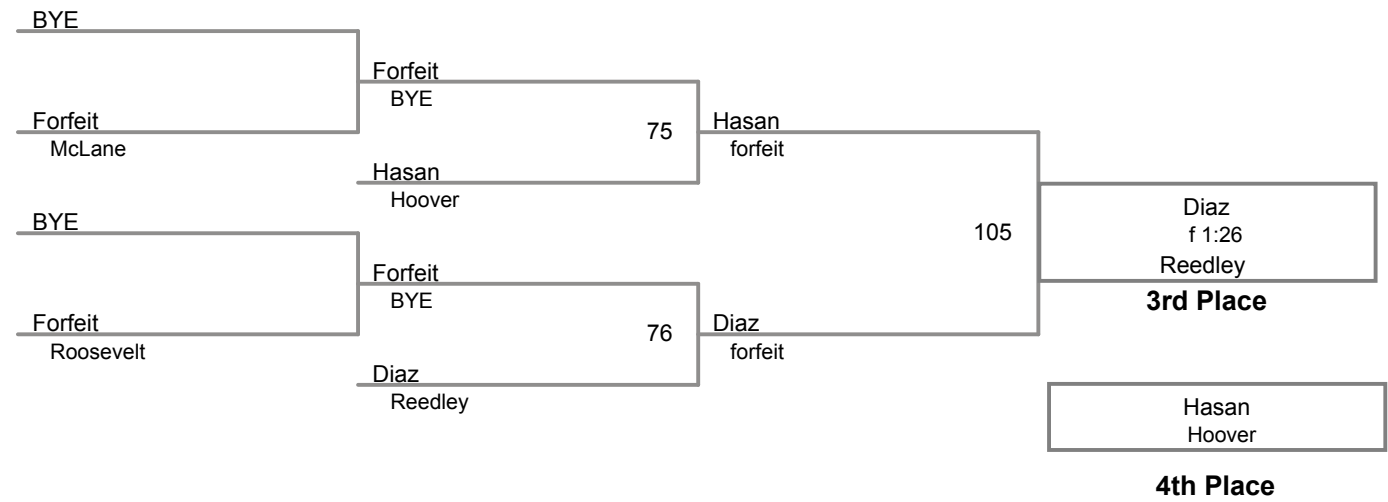 BYE
Forfeit
BYE
Forfeit
McLane
75
Hasan
forfeit
Hasan
Hoover
Diaz
f 1:26
Reedley
3rd Place
BYE
105
Forfeit
BYE
Forfeit
Roosevelt
76
Diaz
forfeit
Diaz
Reedley
Hasan
Hoover
4th Place